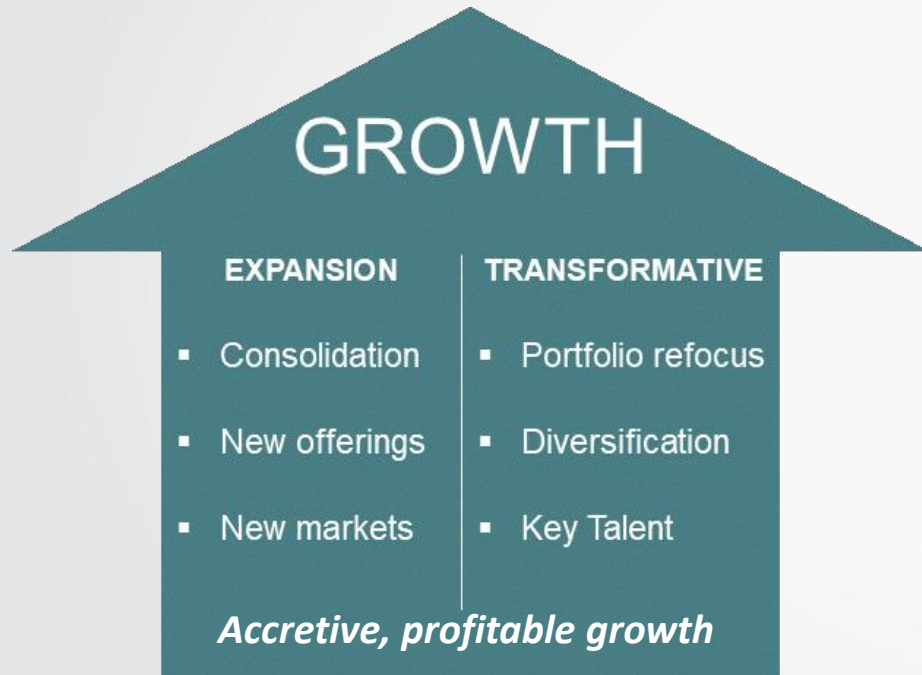 GROWTH
EXPANSION
▪ Consolidation
▪ New offerings
▪ New markets
TRANSFORMATIVE
▪ Portfolio refocus
▪ Diversification
▪ Key Talent
Accretive, profitable growth